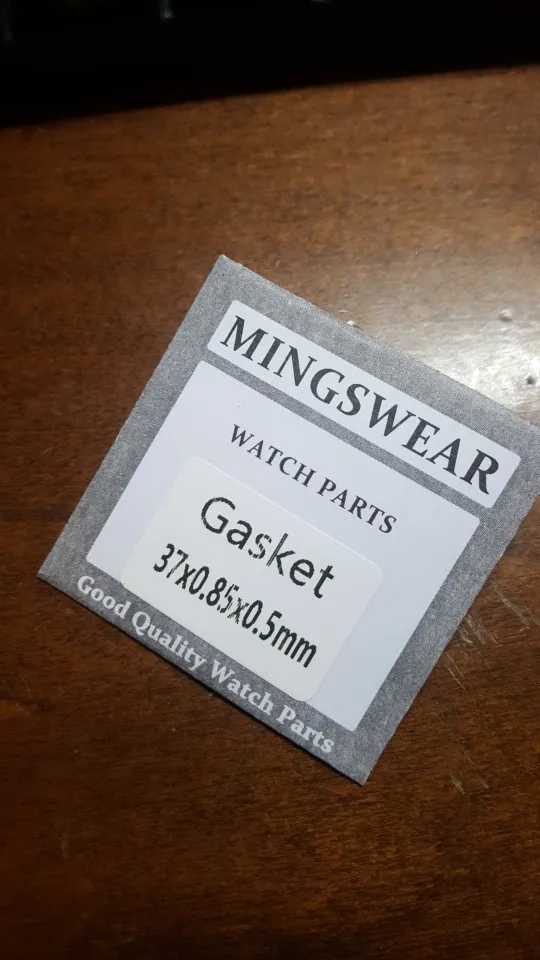 MINGSWEAR
WATCH PARTS
Gasket
37x0.85x0.5mm
Good Quality Watch Parts